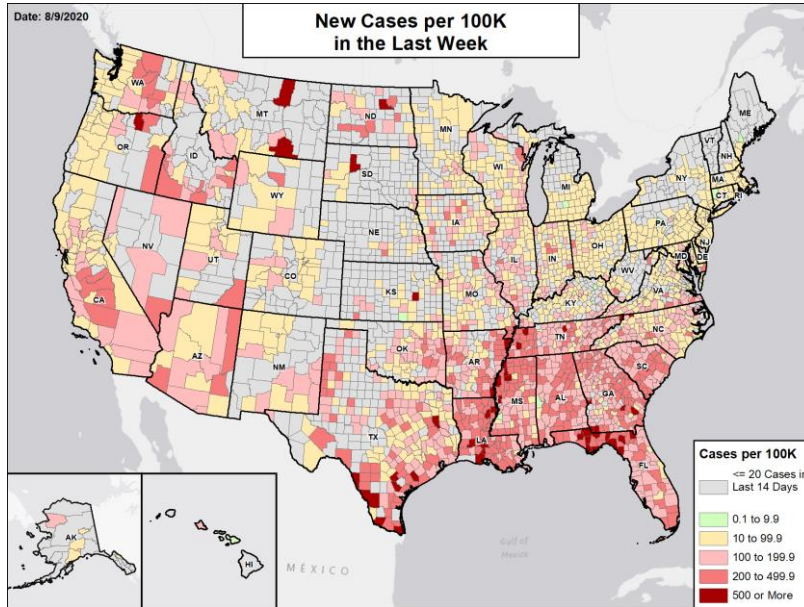 Date: 8/9/2020
New Cases per 100K
in the Last Week
WA
OR
ID
MT
ND
MN
WI
MI
NY
VT
NH
ME
MA
CT
RI
SD
WY
NE
IA
IL
IN
OH
PA
NJ
MD
DE
WV
VA
NV
UT
CO
KS
MO
KY
CA
AZ
NM
OK
AR
TN
NC
SC
TX
LA
MS
AL
GA
FL
AK
HI
MÉXICO
Gulf of
Mexico
Cases per 100K
<= 20 Cases in
Last 14 Days
0.1 to 9.9
10 to 99.9
100 to 199.9
200 to 499.9
500 or More